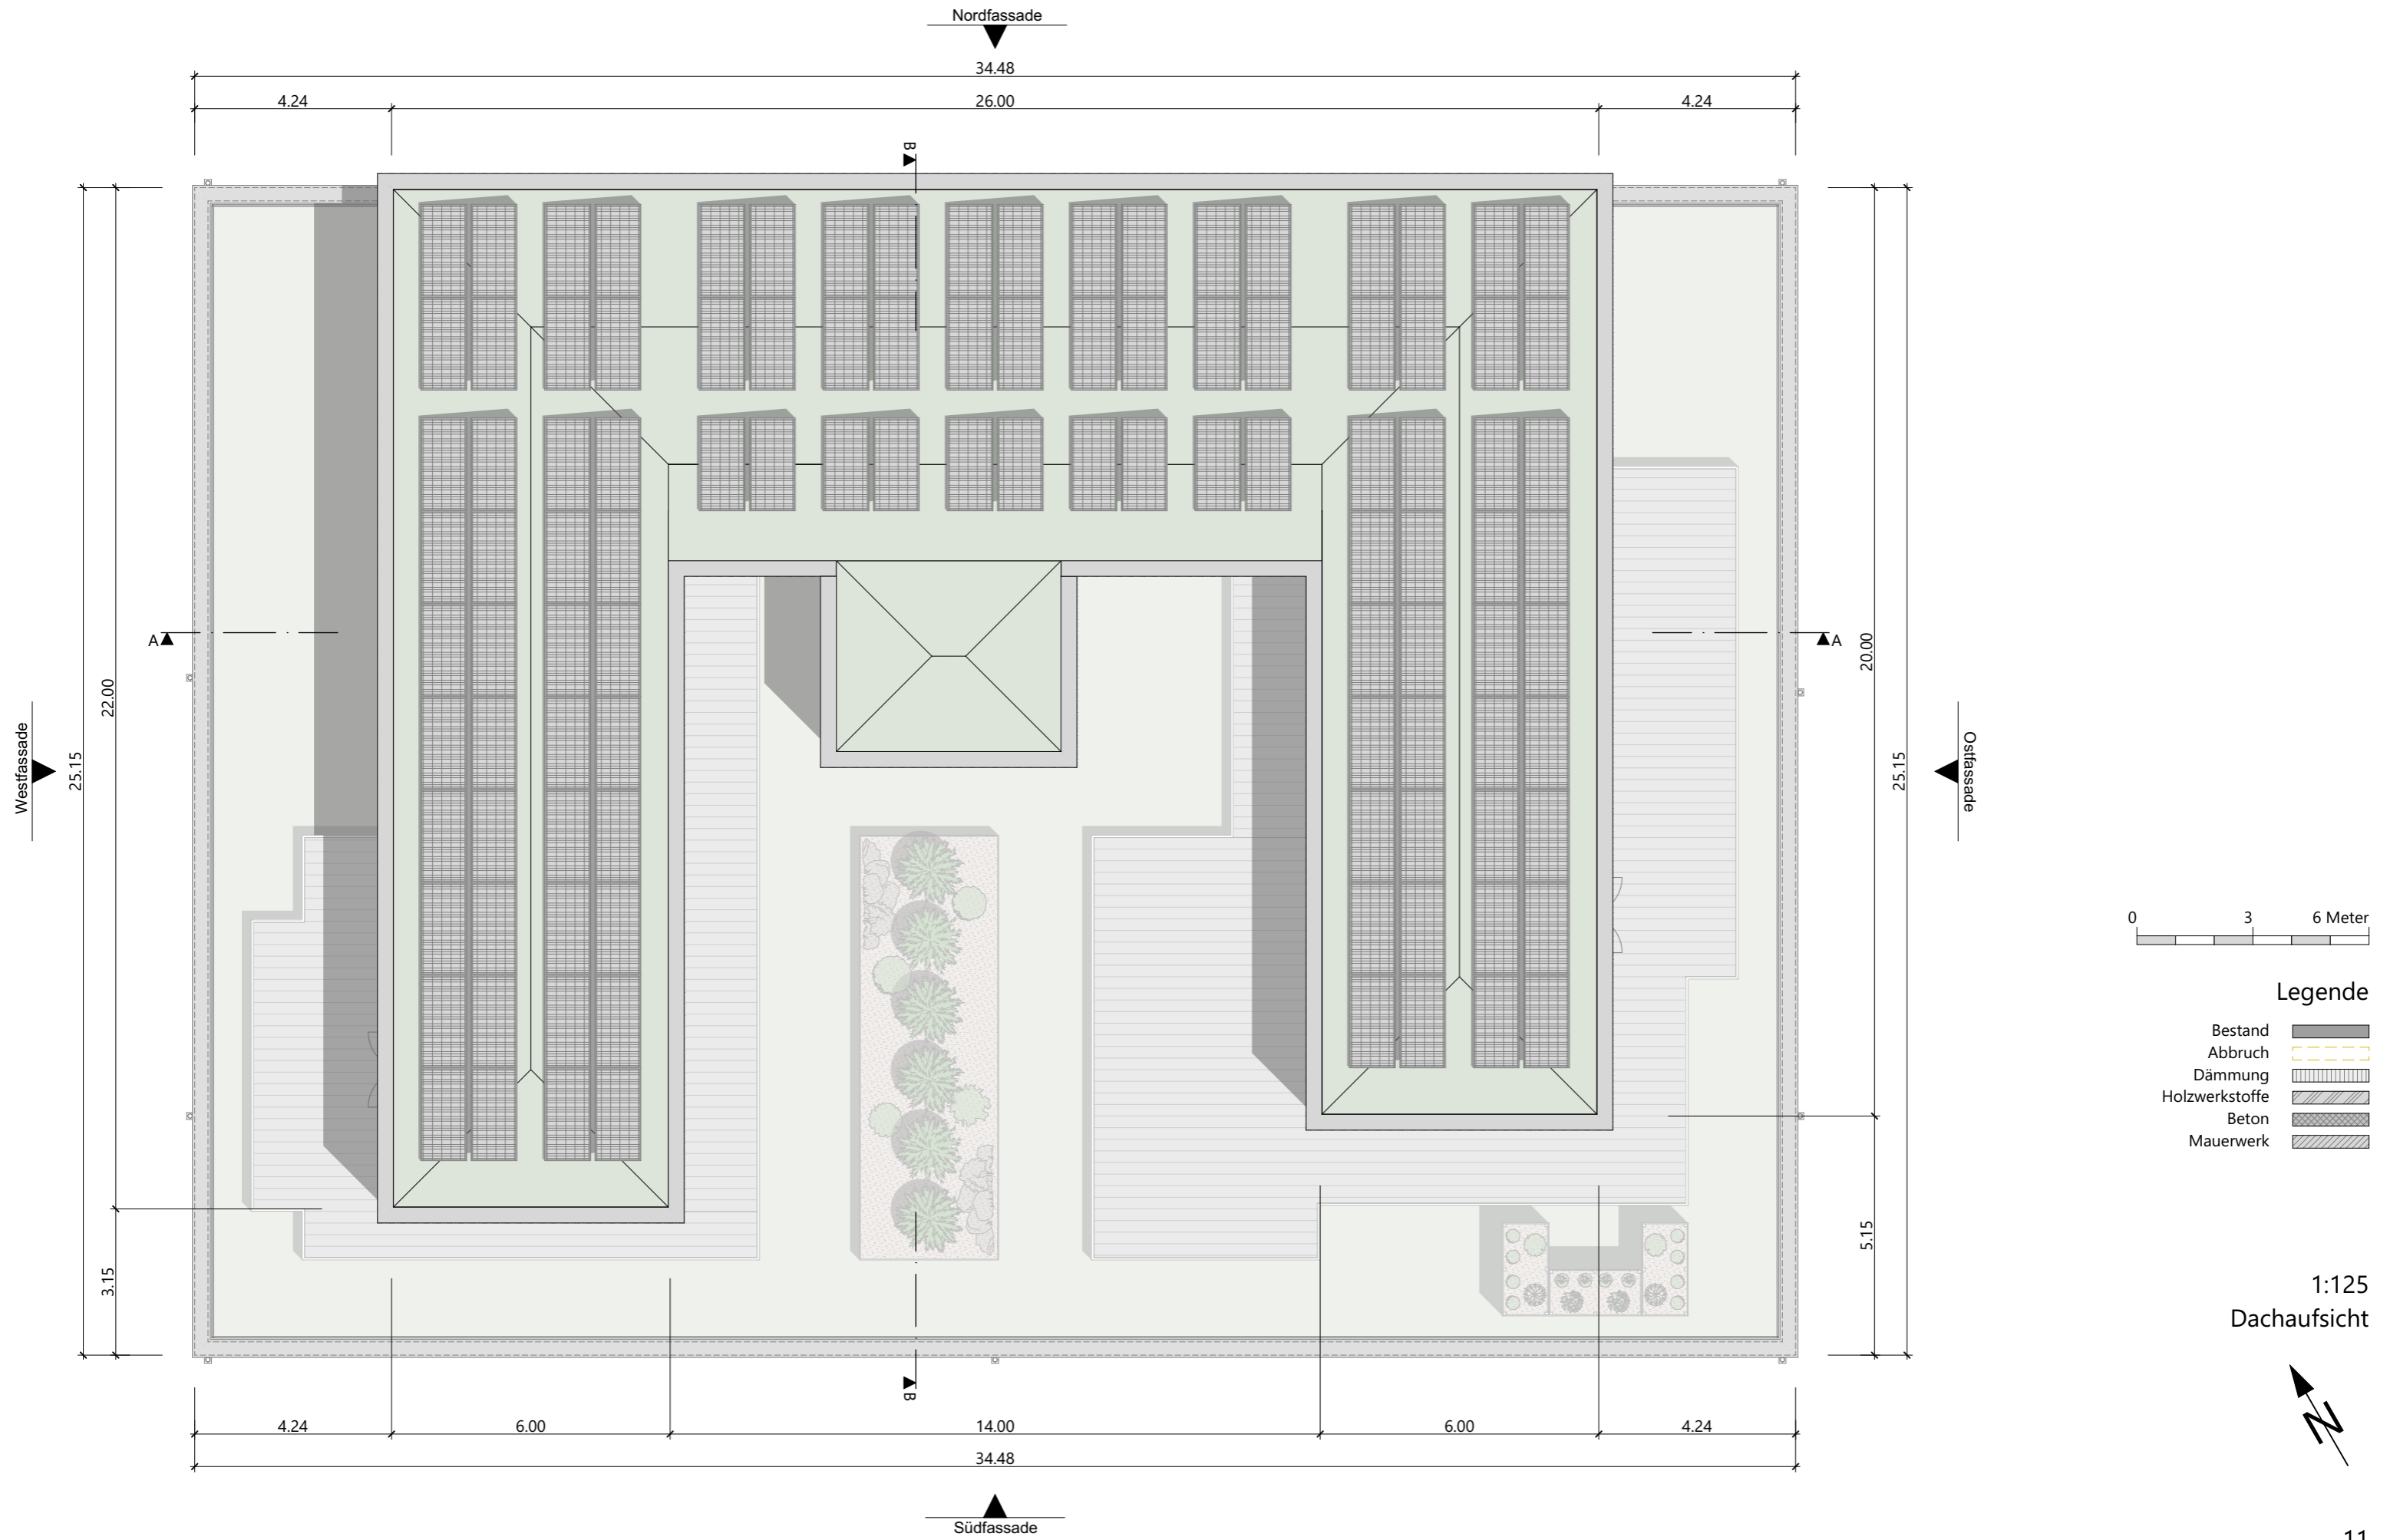 Nordfassade
34.48
4.24 26.00 4.24
B
A A
22.00
25.15
3.15
Westfassade
20.00
25.15
5.15
Ostfassade
0 3 6 Meter
Legende
Bestand
Abbruch
Dämmung
Holzwerkstoffe
Beton
Mauerwerk
1:125
Dachaufsicht
N
B
4.24 6.00 14.00 6.00 4.24
34.48
Südfassade
11